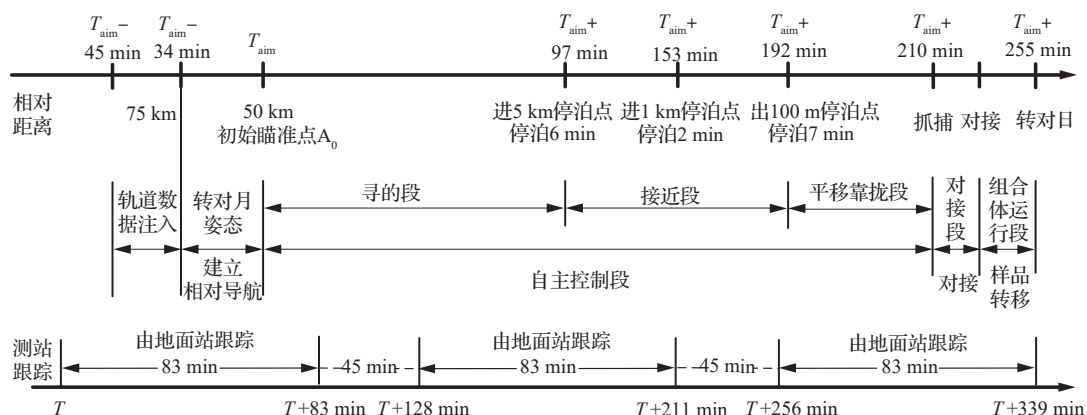 T_aim− T_aim− T_aim T_aim+ T_aim+ T_aim+ T_aim+ T_aim+
45 min 34 min 97 min 153 min 192 min 210 min 255 min
相对
距离
75 km 50 km 进5 km停泊点 进1 km停泊点 出100 m停泊点 抓捕 对接 转对日
初始瞄准点A₀ 停泊6 min 停泊2 min 停泊7 min
轨道数
据注入
转对月
姿态
寻的段
接近段
平移靠拢段
对
接
段
组合
体运
行段
建立
相对导航
自主控制段
对接
样品
转移
测站
跟踪
由地面站跟踪 由地面站跟踪 由地面站跟踪
83 min 45 min 83 min 45 min 83 min
T T+83 min T+128 min T+211 min T+256 min T+339 min